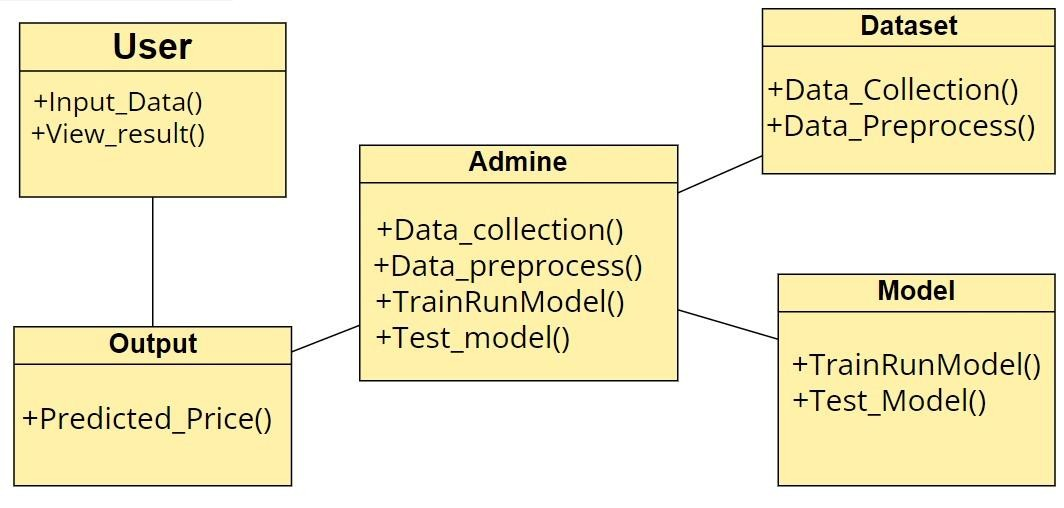 User
+Input_Data()
+View_result()
Dataset
+Data_Collection()
+Data_Preprocess()
Admine
+Data_collection()
+Data_preprocess()
+TrainRunModel()
+Test_model()
Output
+Predicted_Price()
Model
+TrainRunModel()
+Test_Model()